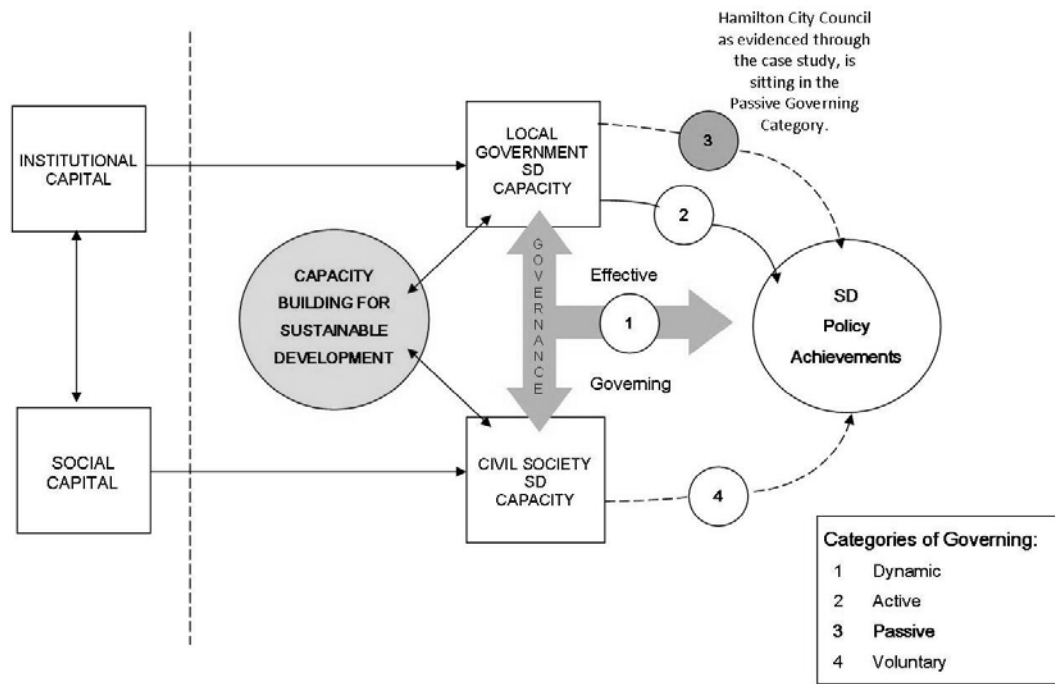 Hamilton City Council
as evidenced through
the case study, is
sitting in the
Passive Governing
Category.
INSTITUTIONAL
CAPITAL
LOCAL
GOVERNMENT
SD
CAPACITY
3
2
CAPACITY
BUILDING FOR
SUSTAINABLE
DEVELOPMENT
GOVERNANCE
Effective
1
Governing
SD
Policy
Achievements
SOCIAL
CAPITAL
CIVIL SOCIETY
SD
CAPACITY
4
Categories of Governing:
1 Dynamic
2 Active
3 Passive
4 Voluntary